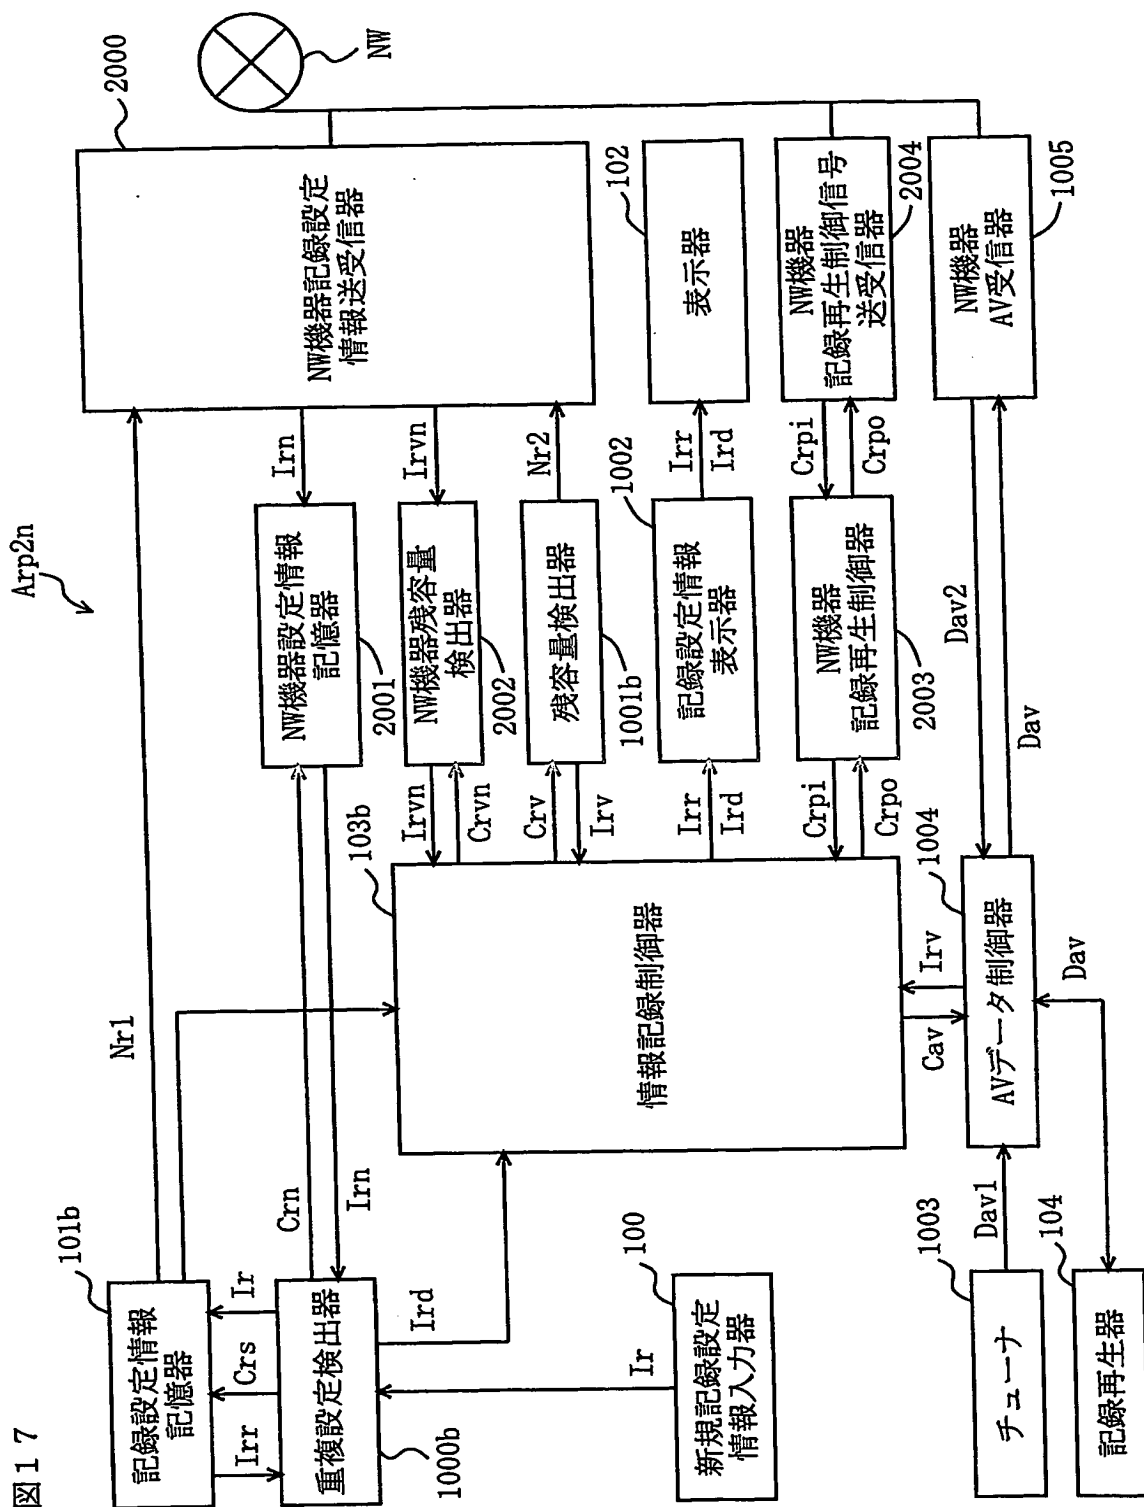 図17
Arp2n
NW
2000
NW機器記録設定
情報送受信器
Nr1
Irn
Irvn
Nr2
101b
記録設定情報
記憶器
Ir
Crs
Irr
Crn
Irn
NW機器設定情報
記憶器
2001
NW機器残容量
検出器
2002
Irvn
Crvn
残容量検出器
1001b
Crv
Irv
重複設定検出器
1000b
Ird
103b
情報記録制御器
Irr
Ird
1002
記録設定情報
表示器
Irr
Ird
102
表示器
100
新規記録設定
情報入力器
Ir
Crpi
Crpo
NW機器
記録再生制御器
2003
Crpi
Crpo
NW機器
記録再生制御信号
送受信器
2004
1003
チューナ
Dav1
Cav
Irv
1004
AVデータ制御器
Dav2
Dav
NW機器
AV受信器
1005
104
記録再生器
Dav